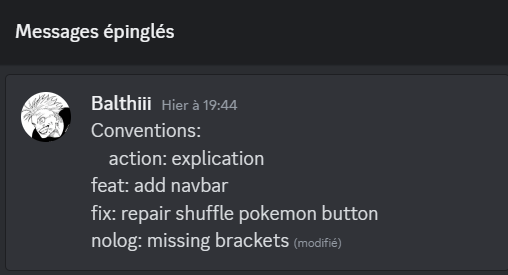 Messages épinglés
Balthiii Hier à 19:44
Conventions:
action: explication
feat: add navbar
fix: repair shuffle pokemon button
nolog: missing brackets (modifié)